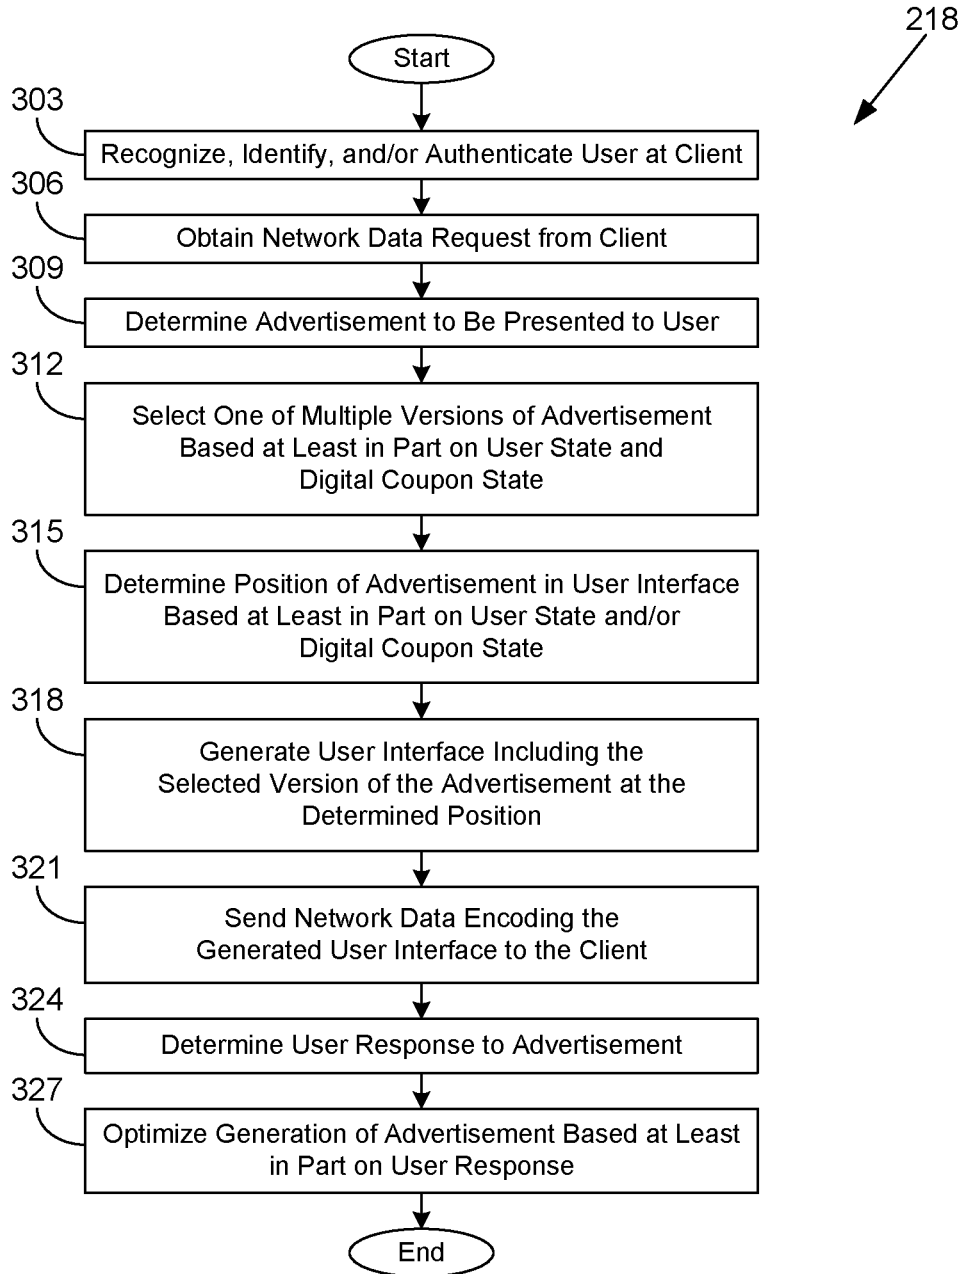 218
Start
303
Recognize, Identify, and/or Authenticate User at Client
306
Obtain Network Data Request from Client
309
Determine Advertisement to Be Presented to User
312
Select One of Multiple Versions of Advertisement
Based at Least in Part on User State and
Digital Coupon State
315
Determine Position of Advertisement in User Interface
Based at Least in Part on User State and/or
Digital Coupon State
318
Generate User Interface Including the
Selected Version of the Advertisement at the
Determined Position
321
Send Network Data Encoding the
Generated User Interface to the Client
324
Determine User Response to Advertisement
327
Optimize Generation of Advertisement Based at Least
in Part on User Response
End